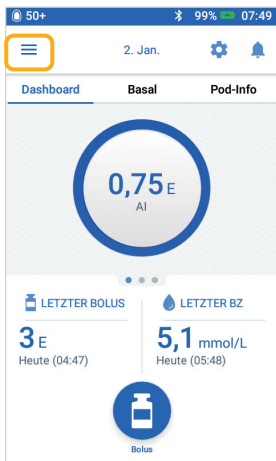 50+ 99% 07:49
2. Jan.
Dashboard Basal Pod-Info
0,75 E
AI
LETZTER BOLUS LETZTER BZ
3 E 5,1 mmol/L
Heute (04:47) Heute (05:48)
Bolus